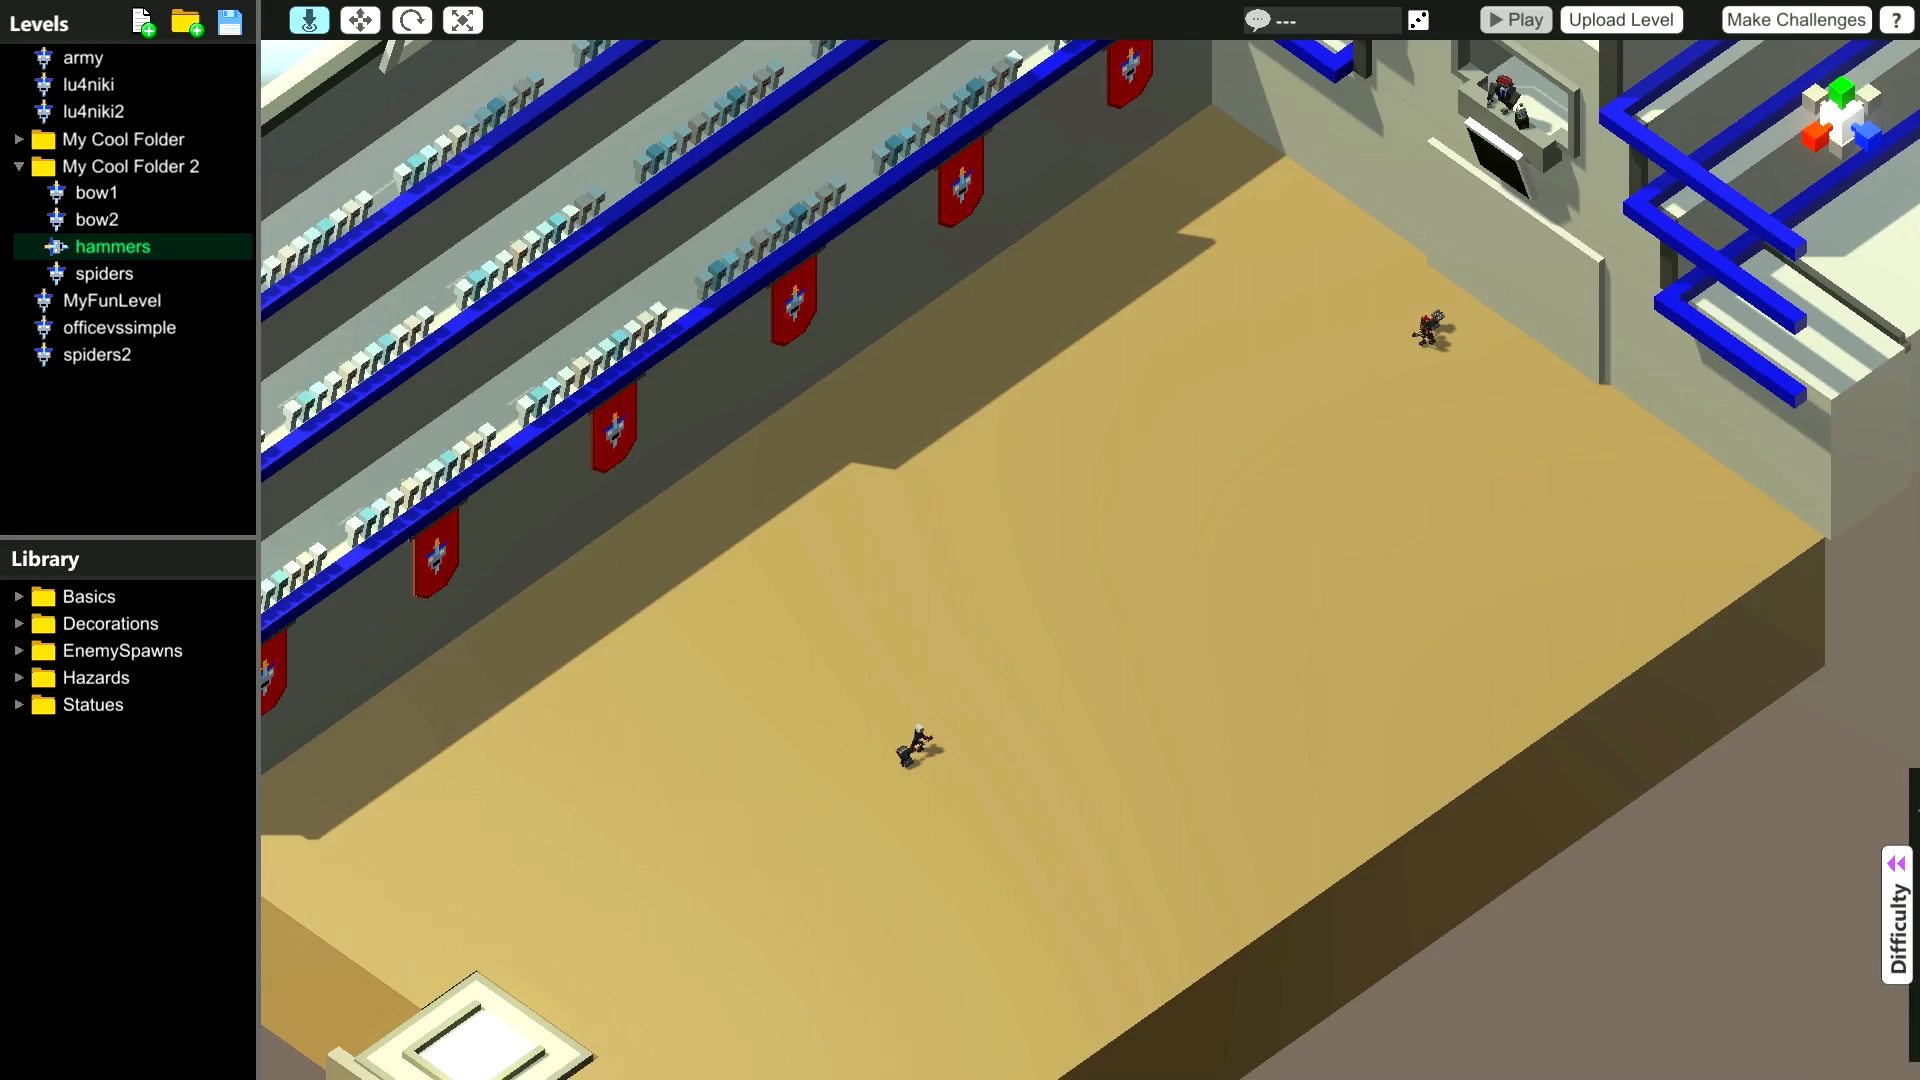 Levels
---
Play
Upload Level
Make Challenges
?
army
lu4niki
lu4niki2
My Cool Folder
My Cool Folder 2
bow1
bow2
hammers
spiders
MyFunLevel
officevssimple
spiders2
Library
Basics
Decorations
EnemySpawns
Hazards
Statues
Difficulty